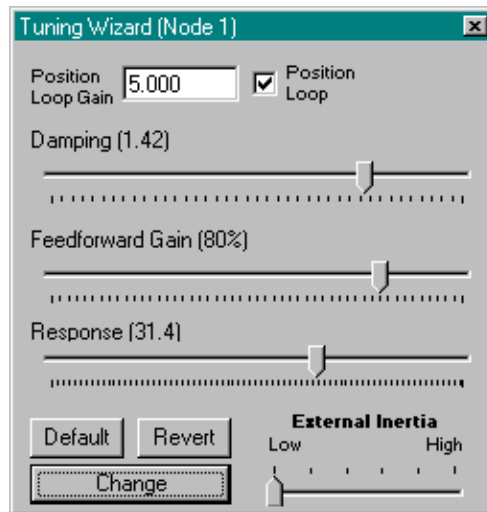 Tuning Wizard (Node 1)
Position Loop Gain
5.000
Position Loop
Damping (1.42)
Feedforward Gain (80%)
Response (31.4)
Default
Revert
Change
External Inertia
Low
High